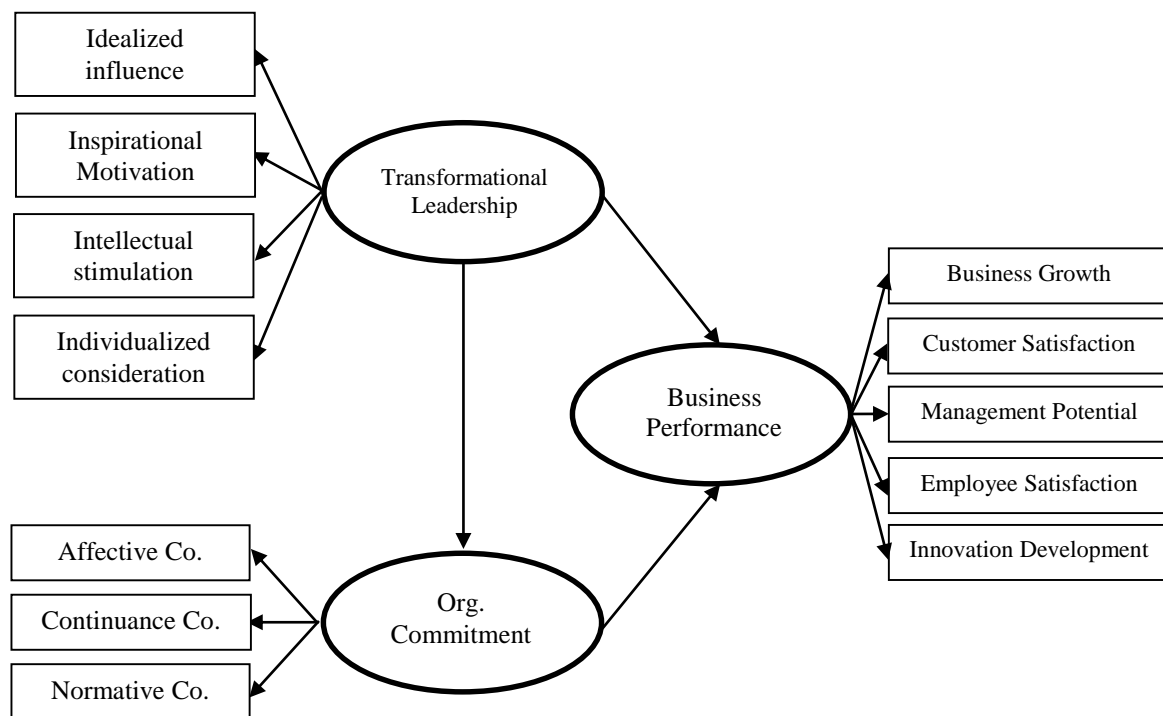 Idealized
influence
Inspirational
Motivation
Intellectual
stimulation
Individualized
consideration
Transformational
Leadership
Business
Performance
Business Growth
Customer Satisfaction
Management Potential
Employee Satisfaction
Innovation Development
Affective Co.
Continuance Co.
Normative Co.
Org.
Commitment